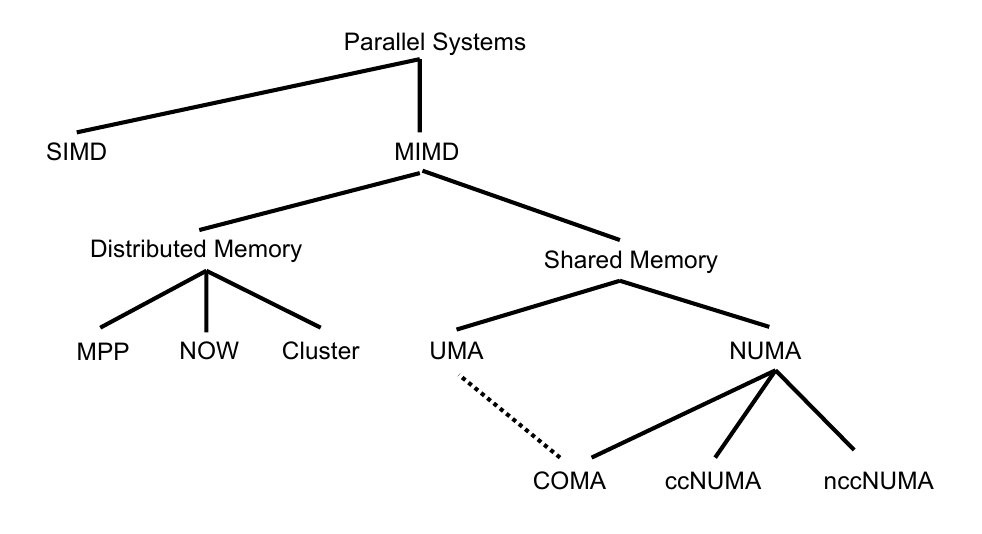 Parallel Systems
SIMD
MIMD
Distributed Memory
Shared Memory
MPP
NOW
Cluster
UMA
NUMA
COMA
ccNUMA
nccNUMA